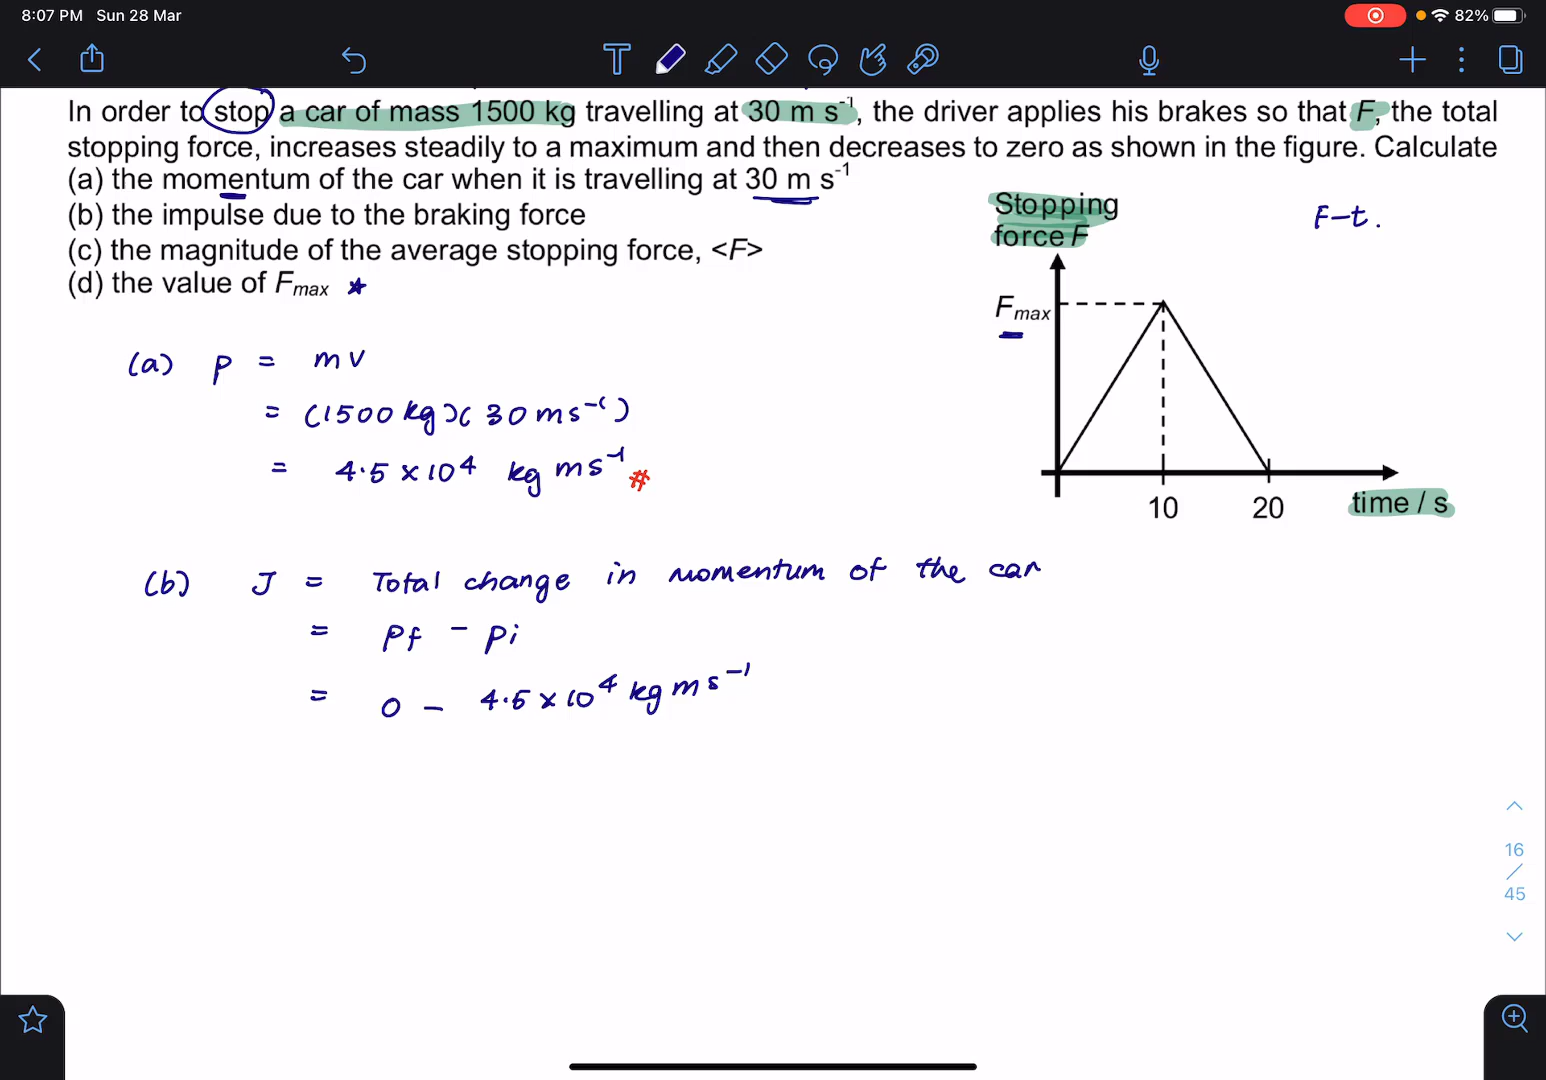 8:07 PM Sun 28 Mar
82%
In order to stop a car of mass 1500 kg travelling at 30 m s⁻¹, the driver applies his brakes so that F, the total
stopping force, increases steadily to a maximum and then decreases to zero as shown in the figure. Calculate
(a) the momentum of the car when it is travelling at 30 m s⁻¹
(b) the impulse due to the braking force
(c) the magnitude of the average stopping force, <F>
(d) the value of Fmax ★
Stopping
force F
F-t.
Fmax
10
20
time / s
(a) p = mv
= (1500 kg)(30 ms⁻¹)
= 4.5 × 10⁴ kg ms⁻¹ #
(b) J = Total change in momentum of the car
= Pf - Pi
= 0 - 4.5 × 10⁴ kg ms⁻¹
16
/
45